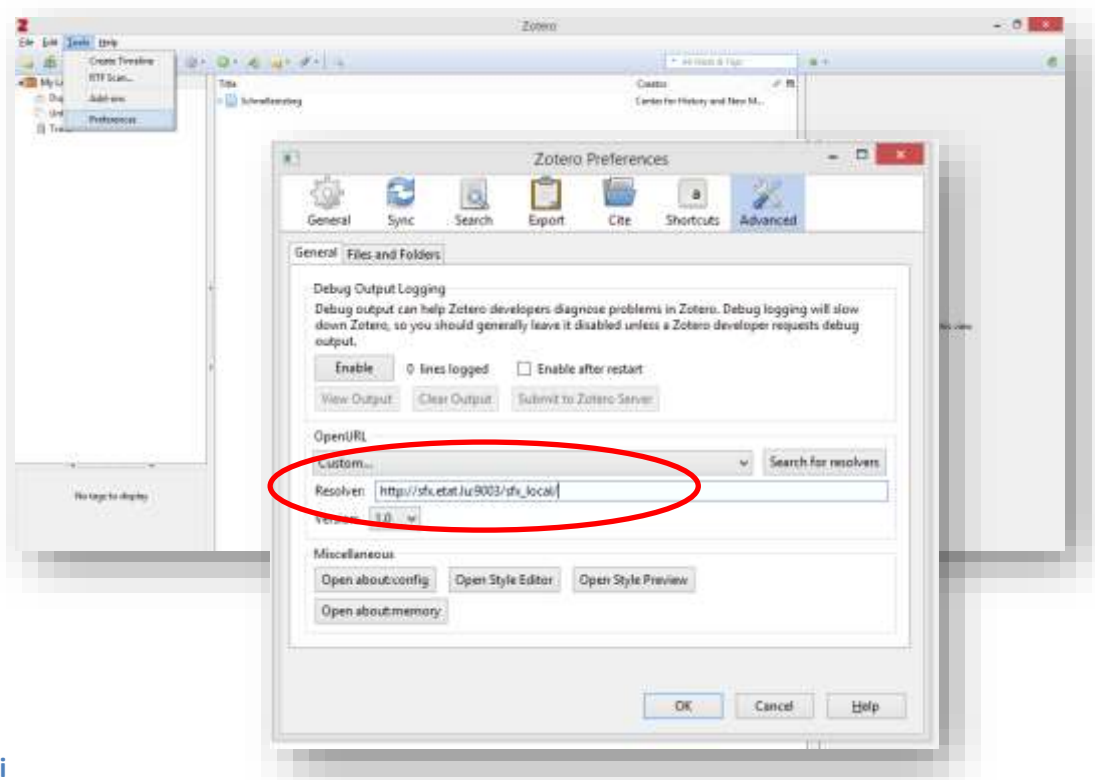 Zotero
File Edit Tools Help
Create Timeline
RTF Scan...
Add-ons
Preferences
My L
Trash
Title
Creator
Schnelleinstieg
Center for History and New M...
No tags to display
this view
Zotero Preferences
General Sync Search Export Cite Shortcuts Advanced
General Files and Folders
Debug Output Logging
Debug output can help Zotero developers diagnose problems in Zotero. Debug logging will slow
down Zotero, so you should generally leave it disabled unless a Zotero developer requests debug
output.
Enable 0 lines logged Enable after restart
View Output Clear Output Submit to Zotero Server
OpenURL
Custom... Search for resolvers
Resolver: http://sfx.etat.lu:9003/sfx_local/
Version: 1.0
Miscellaneous
Open about:config Open Style Editor Open Style Preview
Open about:memory
OK Cancel Help
i